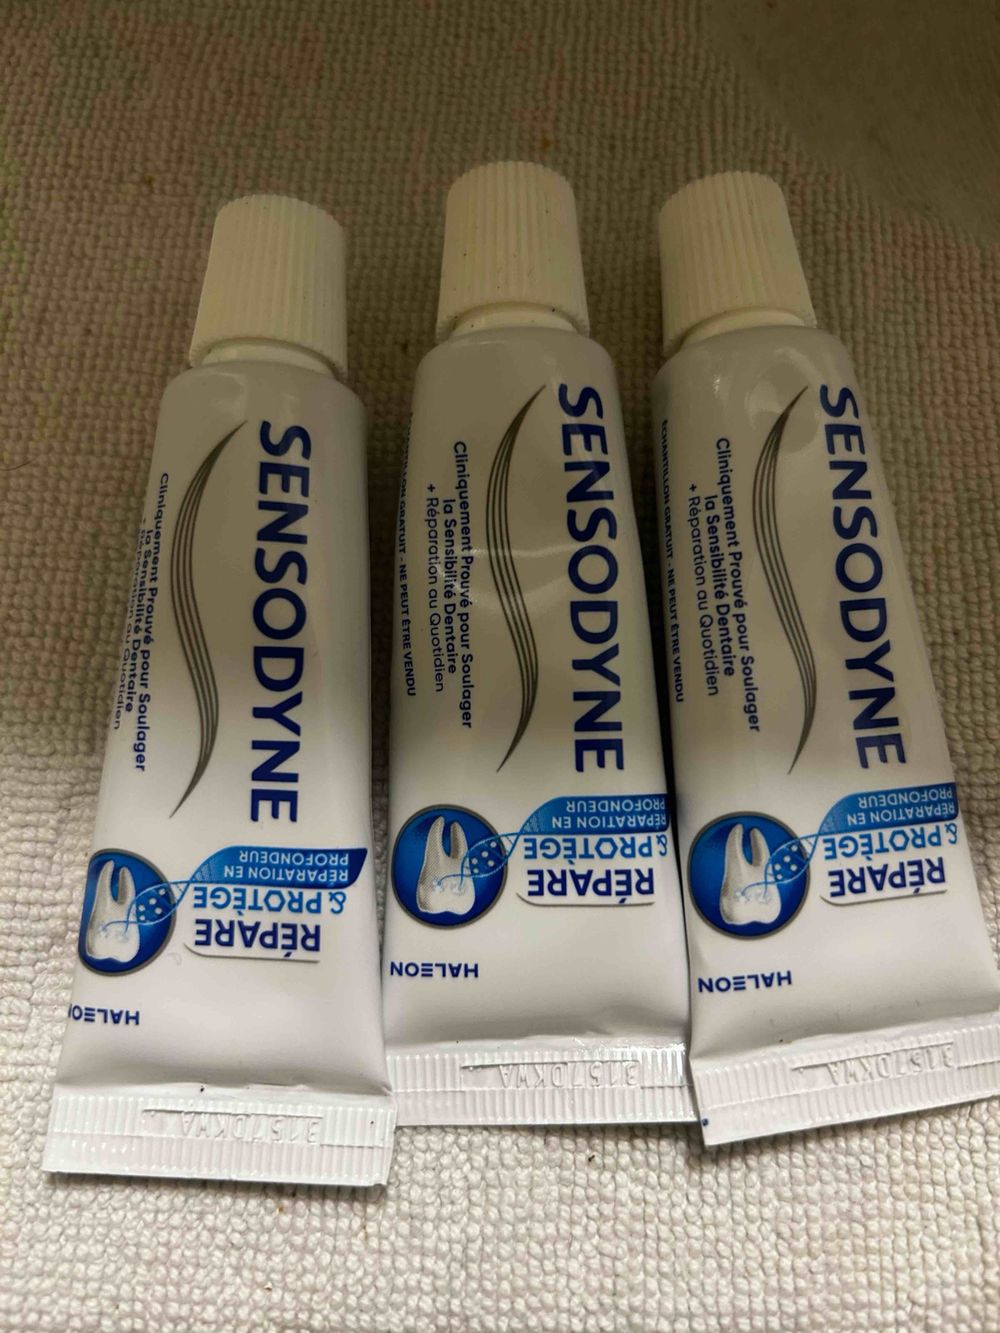 SENSODYNE
Cliniquement Prouvé pour Soulager
la Sensibilité Dentaire
+ Réparation au Quotidien
RÉPARE
& PROTÈGE
RÉPARATION EN
PROFONDEUR
HALEON
3157DKWA
SENSODYNE
Cliniquement Prouvé pour Soulager
la Sensibilité Dentaire
+ Réparation au Quotidien
GRATUIT - NE PEUT ÊTRE VENDU
RÉPARE
& PROTÈGE
RÉPARATION EN
PROFONDEUR
HALEON
3157DKWA
SENSODYNE
Cliniquement Prouvé pour Soulager
la Sensibilité Dentaire
+ Réparation au Quotidien
ÉCHANTILLON GRATUIT - NE PEUT ÊTRE VENDU
RÉPARE
& PROTÈGE
RÉPARATION EN
PROFONDEUR
HALEON
3157DKWA